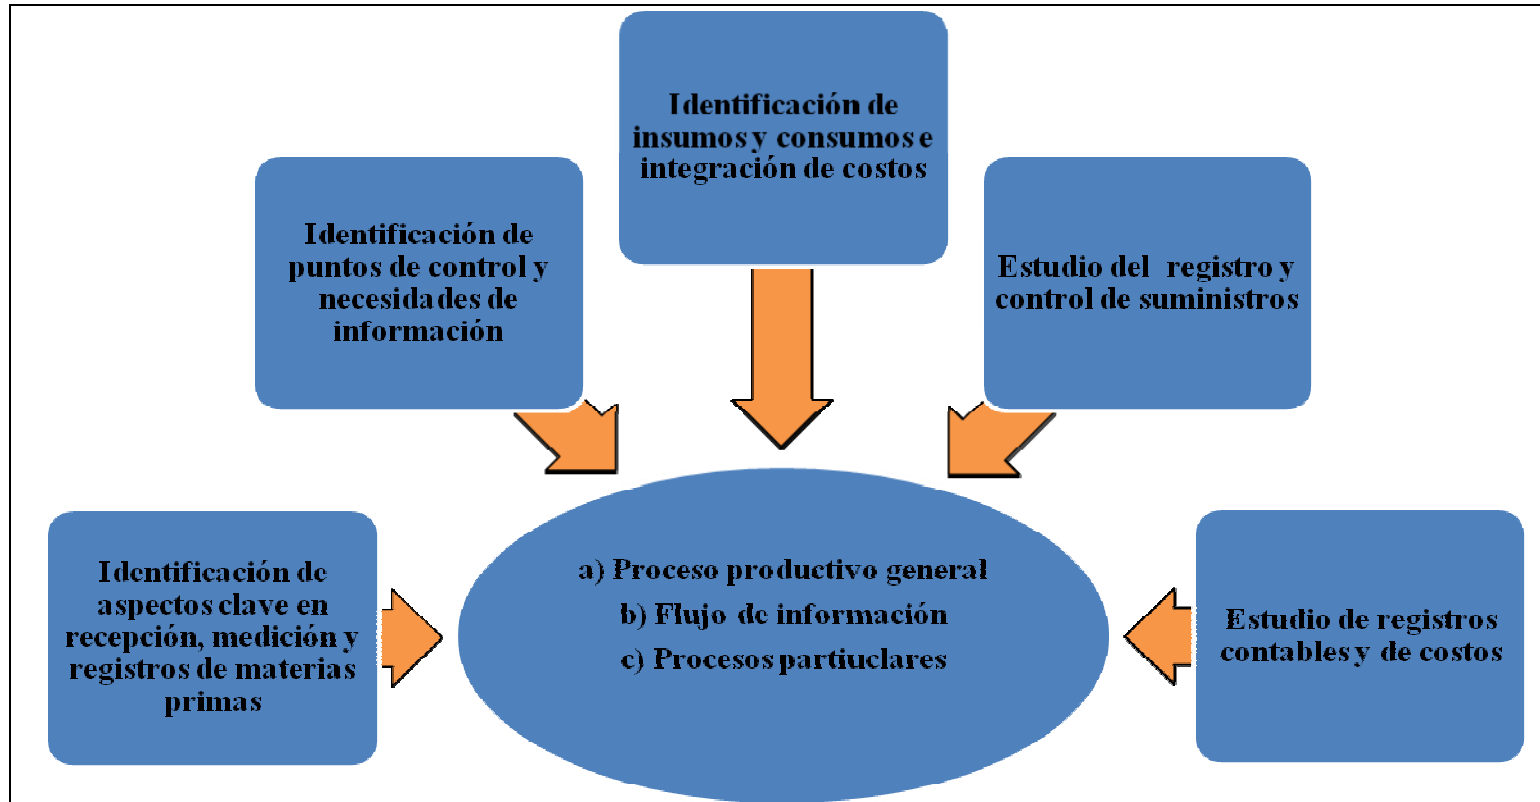 Identificación de
insumos y consumos e
integración de costos
Identificación de
puntos de control y
necesidades de
información
Estudio del registro y
control de suministros
Identificación de
aspectos clave en
recepción, medición y
registros de materias
primas
a) Proceso productivo general
b) Flujo de información
c) Procesos partiuclares
Estudio de registros
contables y de costos